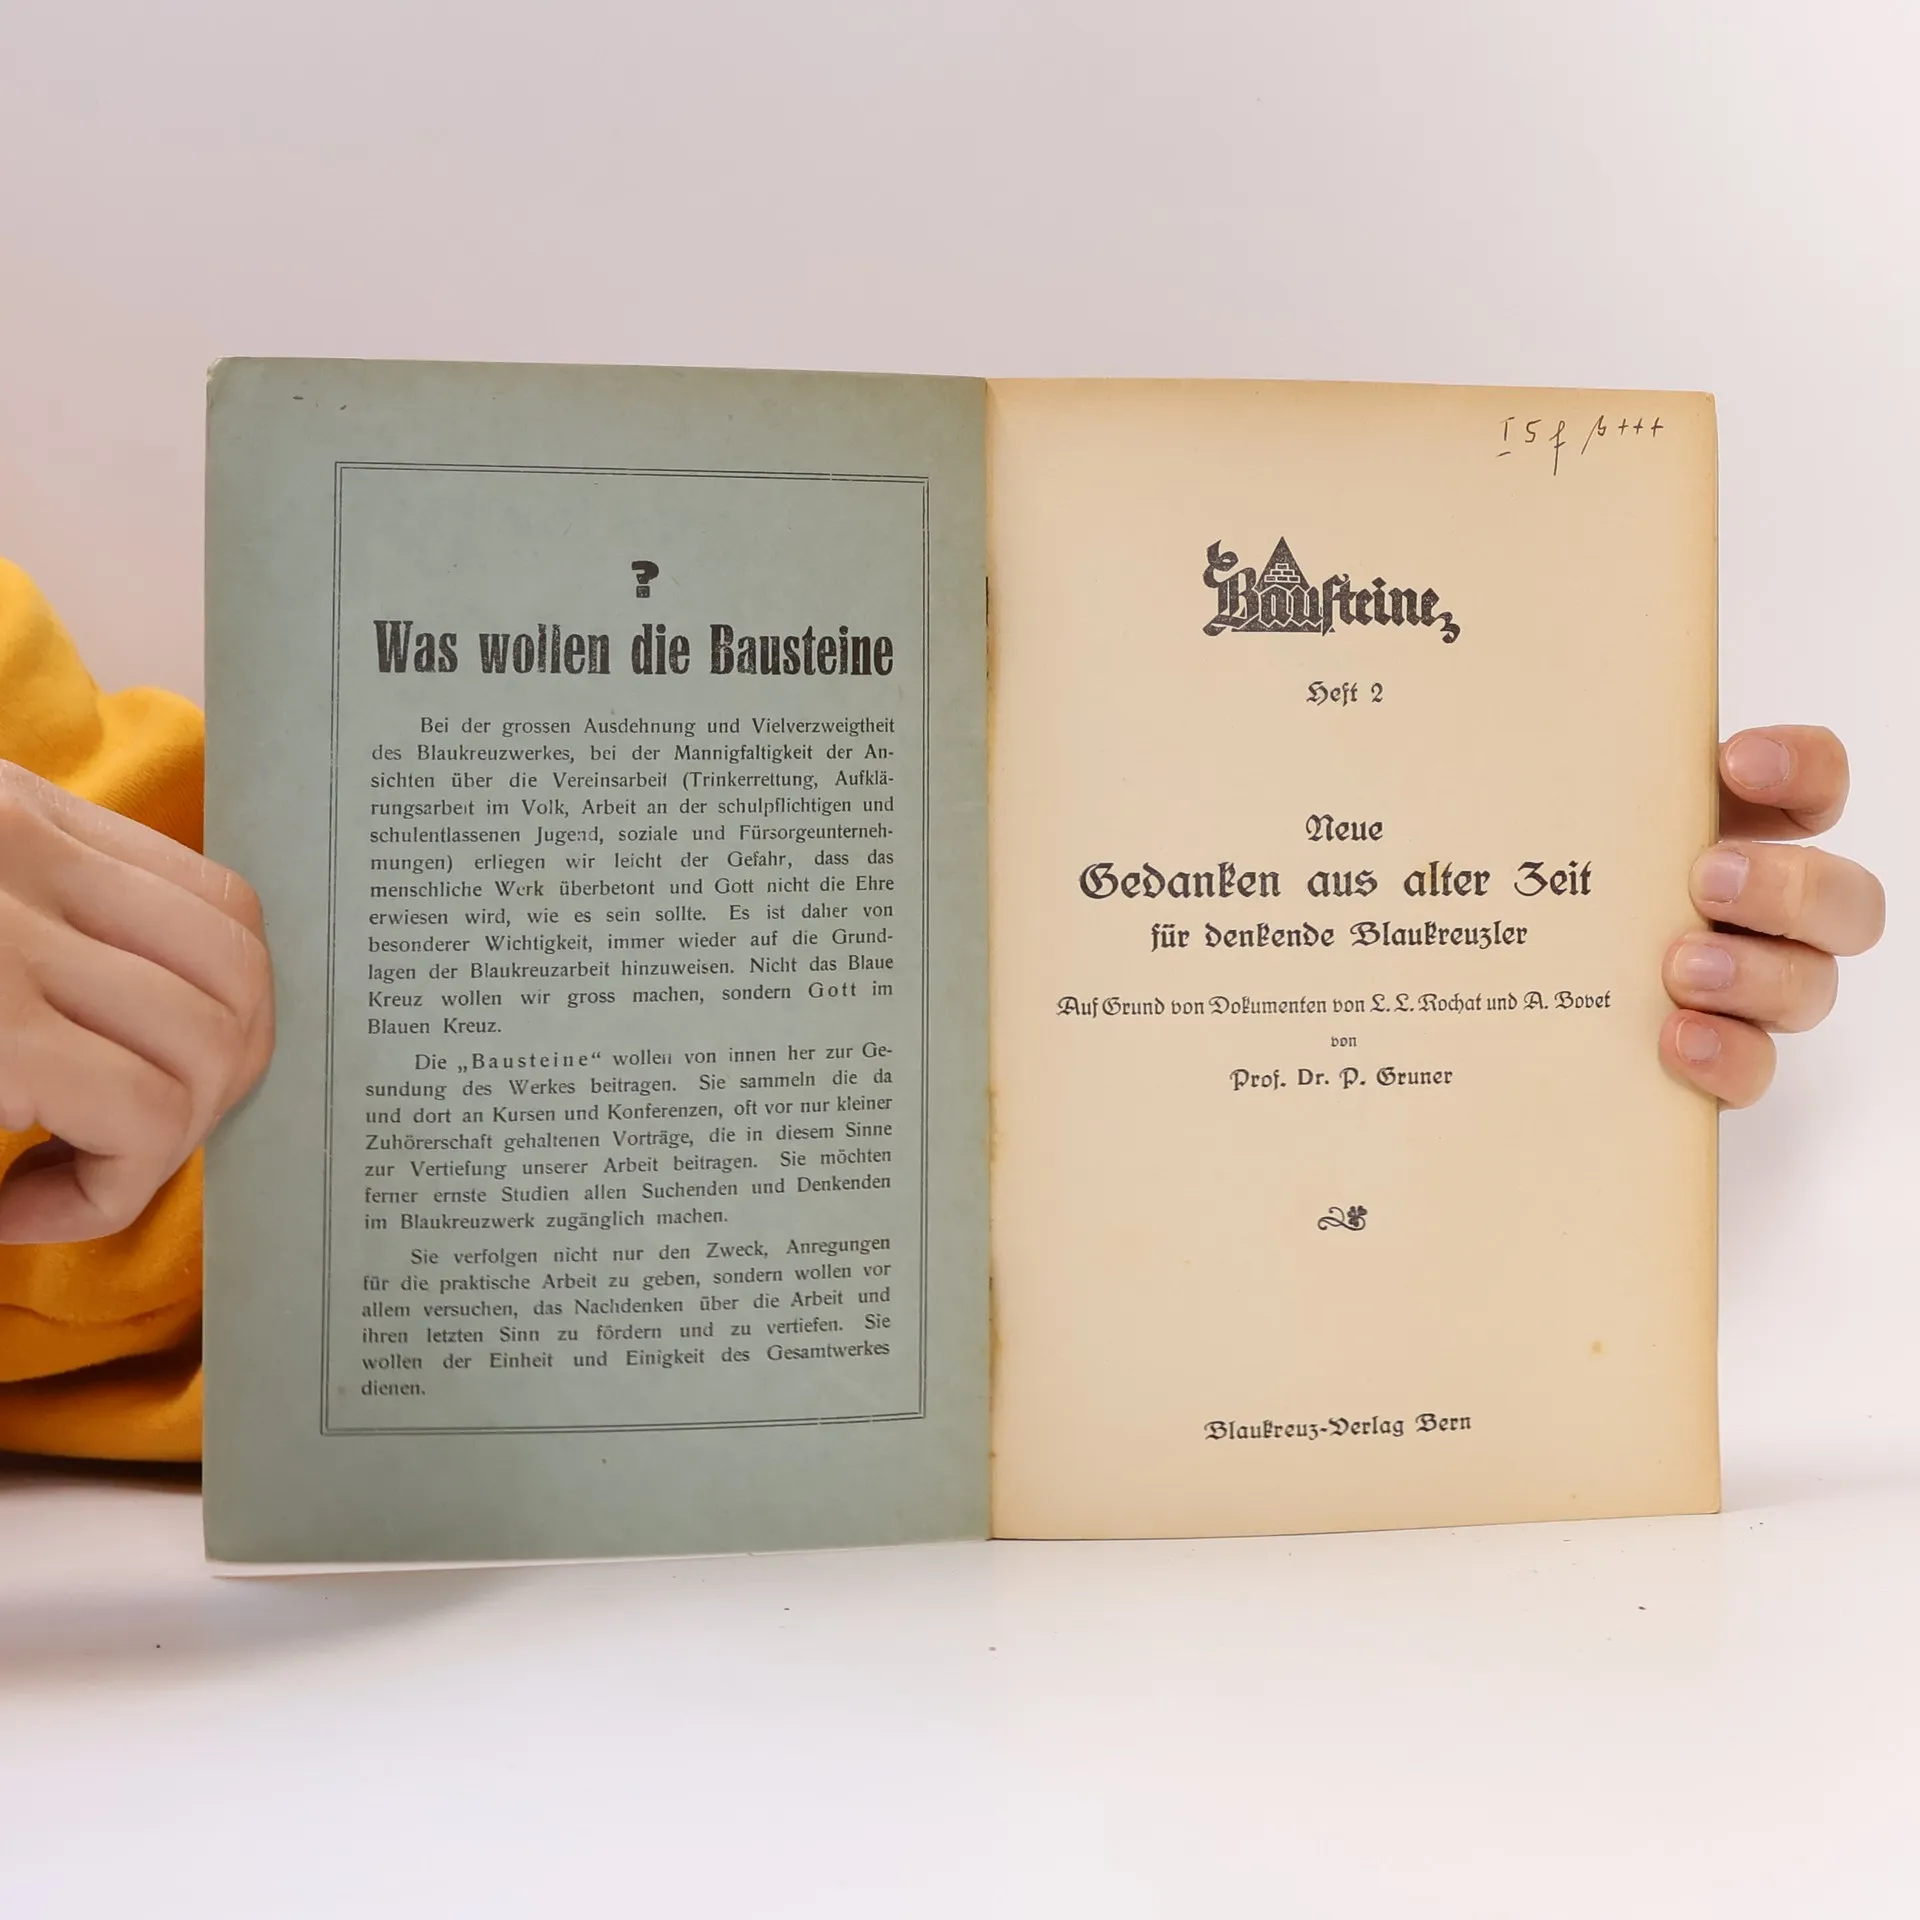 ?
Was wollen die Bausteine
Bei der grossen Ausdehnung und Vielverzweigtheit
des Blaukreuzwerkes, bei der Mannigfaltigkeit der An-
sichten über die Vereinsarbeit (Trinkerrettung, Aufklä-
rungsarbeit im Volk, Arbeit an der schulpflichtigen und
schulentlassenen Jugend, soziale und Fürsorgeunterneh-
mungen) erliegen wir leicht der Gefahr, dass das
menschliche Werk überbetont und Gott nicht die Ehre
erwiesen wird, wie es sein sollte. Es ist daher von
besonderer Wichtigkeit, immer wieder auf die Grund-
lagen der Blaukreuzarbeit hinzuweisen. Nicht das Blaue
Kreuz wollen wir gross machen, sondern Gott im
Blauen Kreuz.
Die „Bausteine“ wollen von innen her zur Ge-
sundung des Werkes beitragen. Sie sammeln die da
und dort an Kursen und Konferenzen, oft vor nur kleiner
Zuhörerschaft gehaltenen Vorträge, die in diesem Sinne
zur Vertiefung unserer Arbeit beitragen. Sie möchten
ferner ernste Studien allen Suchenden und Denkenden
im Blaukreuzwerk zugänglich machen.
Sie verfolgen nicht nur den Zweck, Anregungen
für die praktische Arbeit zu geben, sondern wollen vor
allem versuchen, das Nachdenken über die Arbeit und
ihren letzten Sinn zu fördern und zu vertiefen. Sie
wollen der Einheit und Einigkeit des Gesamtwerkes
dienen.
I 5 f +++
Bausteine
Heft 2
Neue
Gedanken aus alter Zeit
für denkende Blaukreuzler
Auf Grund von Dokumenten von L. L. Rochat und A. Bovet
von
Prof. Dr. P. Gruner
Blaukreuz-Verlag Bern